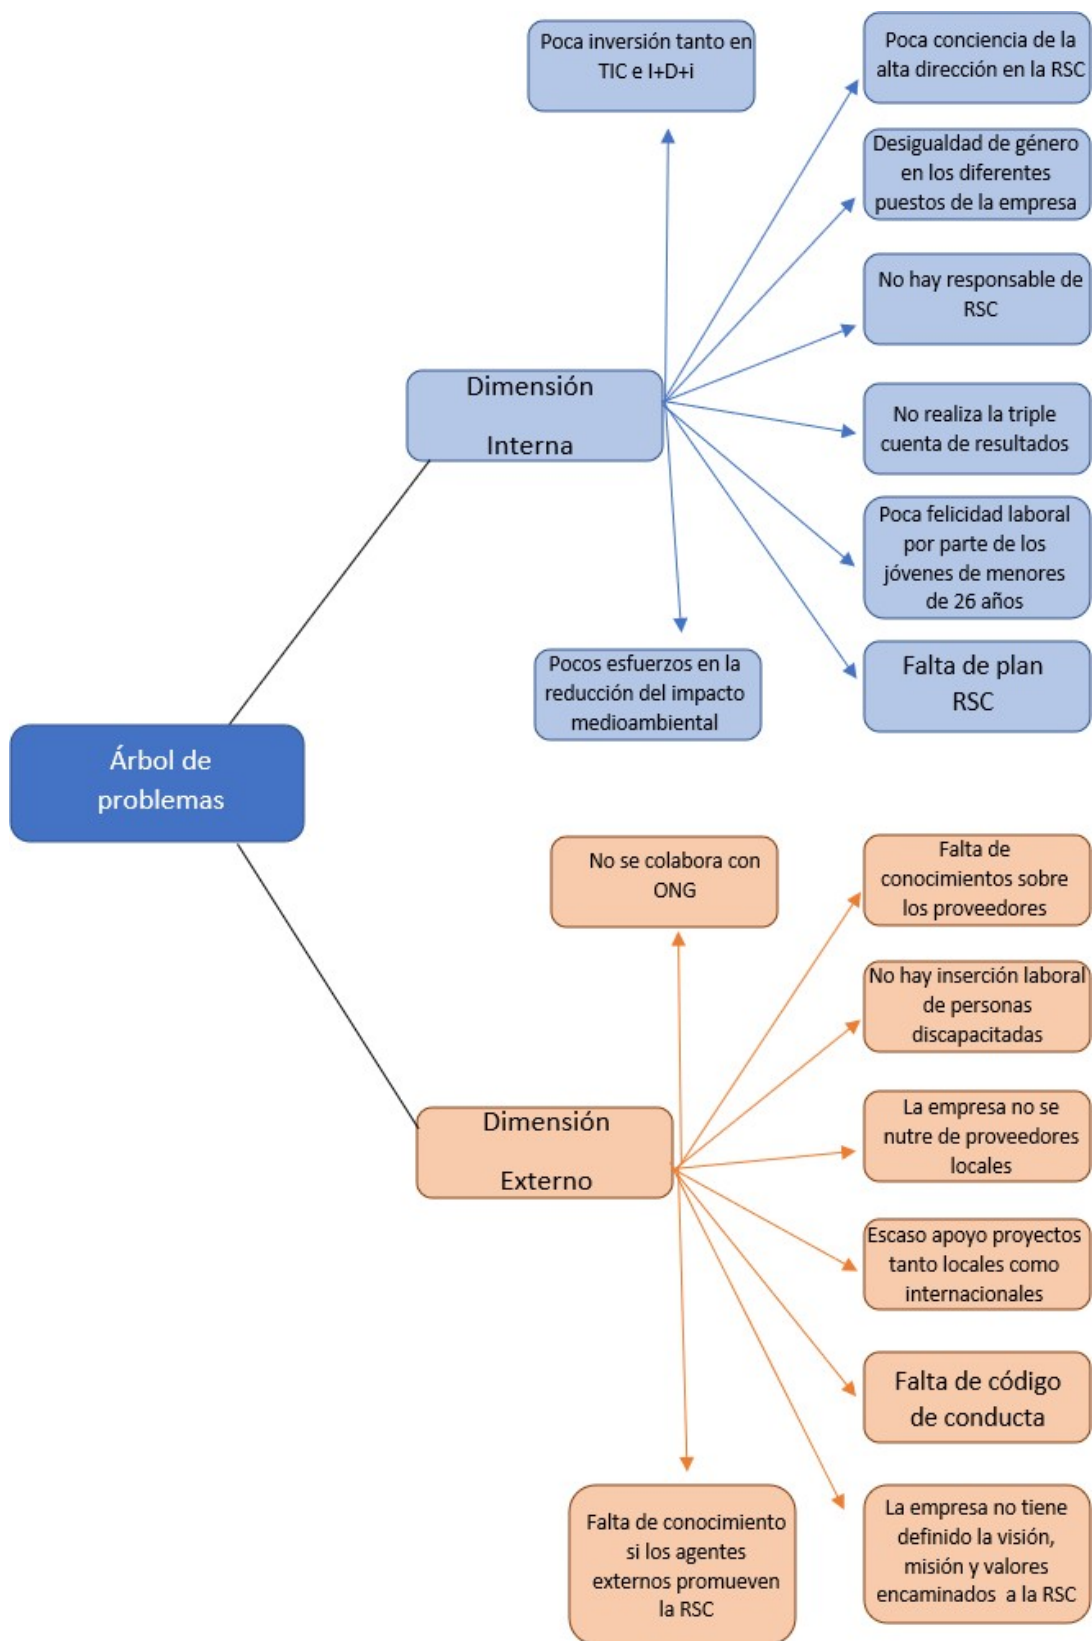 Poca inversión tanto en
TIC e I+D+i
Poca conciencia de la
alta dirección en la RSC
Desigualdad de género
en los diferentes
puestos de la empresa
No hay responsable de
RSC
Dimensión
Interna
No realiza la triple
cuenta de resultados
Poca felicidad laboral
por parte de los
jóvenes de menores
de 26 años
Pocos esfuerzos en la
reducción del impacto
medioambiental
Falta de plan
RSC
Árbol de
problemas
No se colabora con
ONG
Falta de
conocimientos sobre
los proveedores
No hay inserción laboral
de personas
discapacitadas
Dimensión
Externo
La empresa no se
nutre de proveedores
locales
Escaso apoyo proyectos
tanto locales como
internacionales
Falta de código
de conducta
Falta de conocimiento
si los agentes
externos promueven
la RSC
La empresa no tiene
definido la visión,
misión y valores
encaminados a la RSC